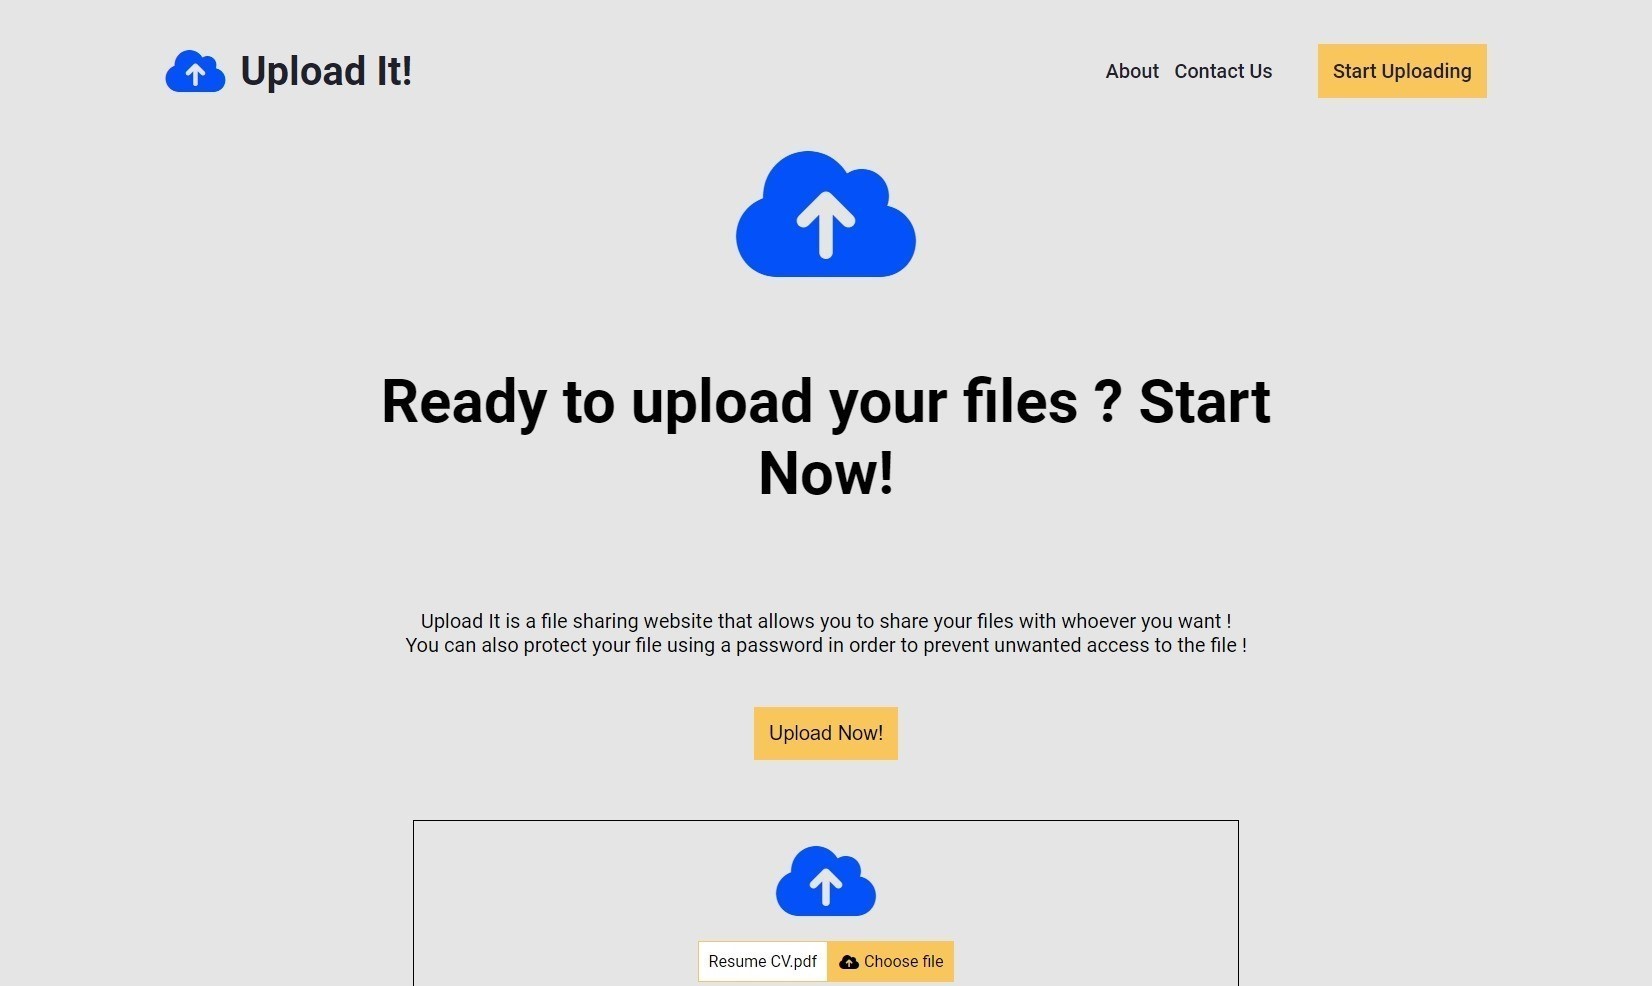 Upload It!
About
Contact Us
Start Uploading
Ready to upload your files ? Start
Now!
Upload It is a file sharing website that allows you to share your files with whoever you want !
You can also protect your file using a password in order to prevent unwanted access to the file !
Upload Now!
Resume CV.pdf
Choose file